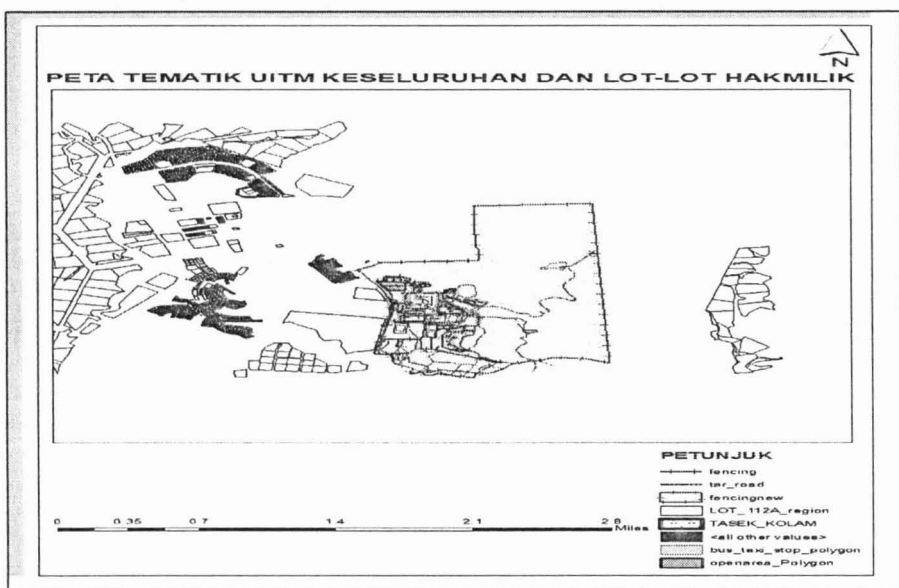 N
PETA TEMATIK UITM KESELURUHAN DAN LOT-LOT HAKMILIK
PETUNJUK
fencing
tar_road
fencingnew
LOT_112A_region
TASEK_KOLAM
<all other values>
bus_taxi_stop_polygon
openarea_Polygon
0 0.35 0.7 1.4 2.1 2.8
Miles